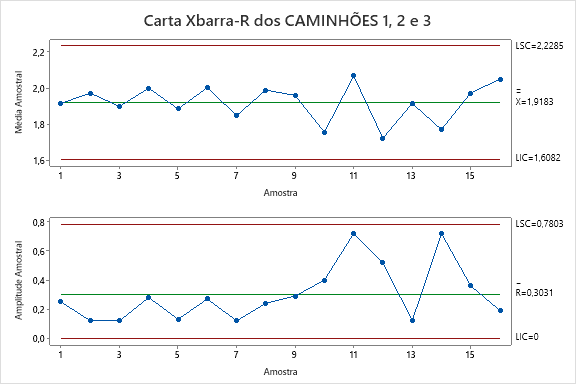 Carta Xbarra-R dos CAMINHÕES 1, 2 e 3
Média Amostral
2,2
2,0
1,8
1,6
1 3 5 7 9 11 13 15
Amostra
LSC=2,2285
X=1,9183
LIC=1,6082
Amplitude Amostral
0,8
0,6
0,4
0,2
0,0
1 3 5 7 9 11 13 15
Amostra
LSC=0,7803
R=0,3031
LIC=0